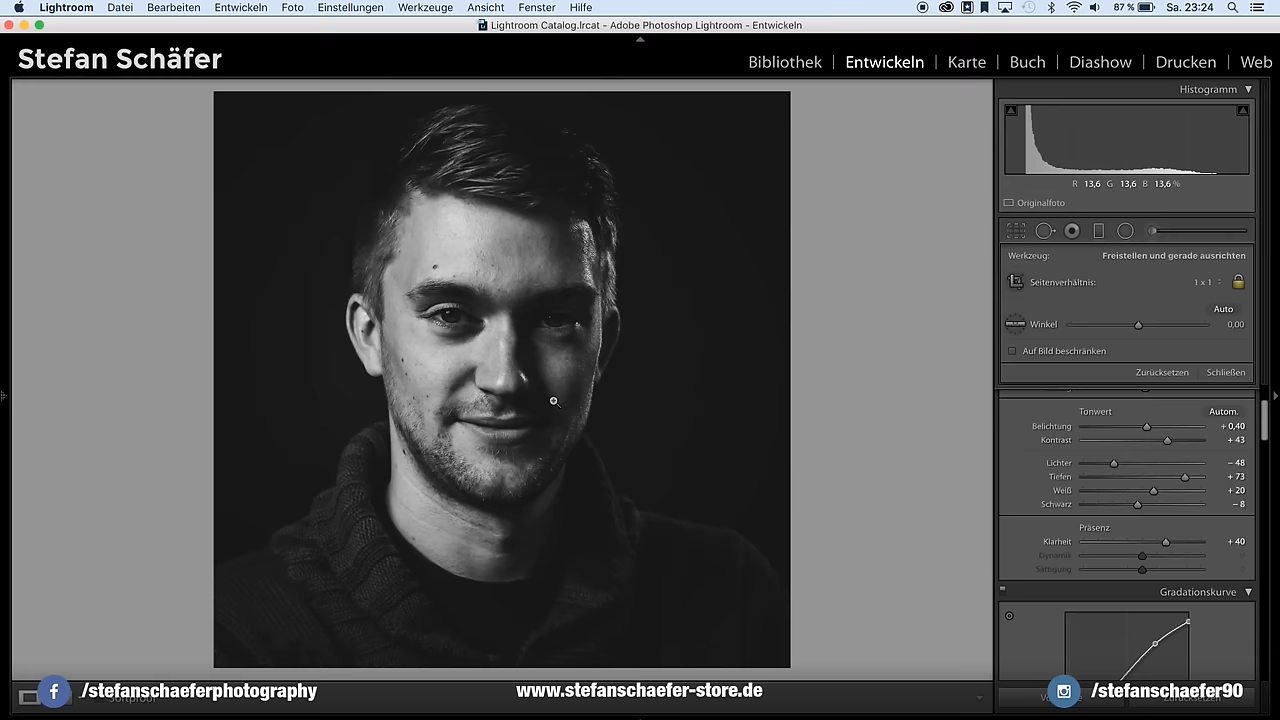 Lightroom Datei Bearbeiten Entwickeln Foto Einstellungen Werkzeuge Ansicht Fenster Hilfe 87 % Sa. 23:24
Lightroom Catalog.lrcat - Adobe Photoshop Lightroom - Entwickeln
Stefan Schäfer
Bibliothek | Entwickeln | Karte | Buch | Diashow | Drucken | Web
Histogramm
R 13,6 G 13,6 B 13,6 %
Originalfoto
Werkzeug: Freistellen und gerade ausrichten
Seitenverhältnis: 1 x 1
Auto
Winkel 0,00
Auf Bild beschränken
Zurücksetzen Schließen
Tonwert Autom.
Belichtung + 0,40
Kontrast + 43
Lichter − 48
Tiefen + 73
Weiß + 20
Schwarz − 8
Präsenz
Klarheit + 40
Dynamik
Sättigung
Gradationskurve
/stefanschaeferphotography
www.stefanschaefer-store.de
/stefanschaefer90